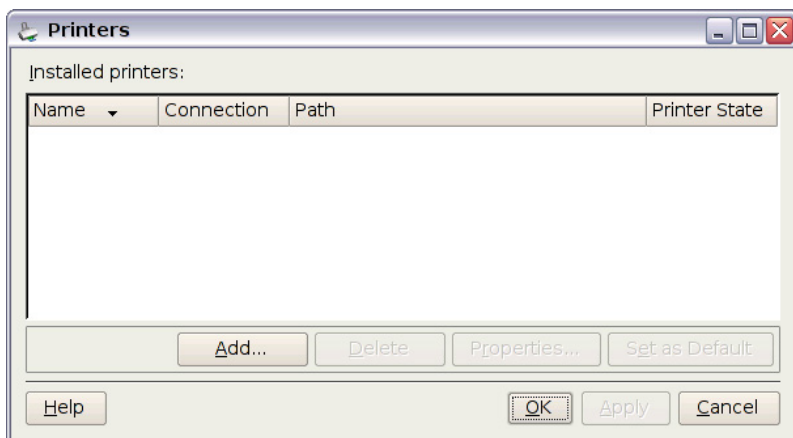 Printers
Installed printers:
Name Connection Path Printer State
Add... Delete Properties... Set as Default
Help OK Apply Cancel